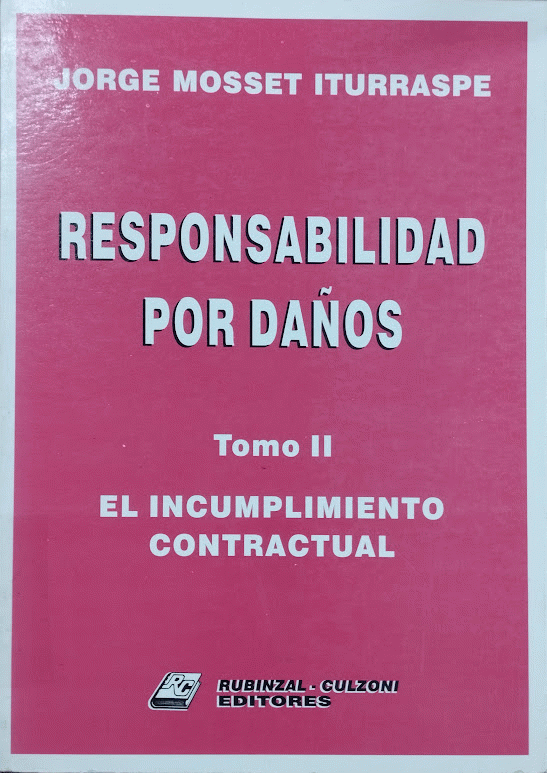 JORGE MOSSET ITURRASPE
RESPONSABILIDAD
POR DAÑOS
Tomo II
EL INCUMPLIMIENTO
CONTRACTUAL
RC
RUBINZAL - CULZONI
EDITORES